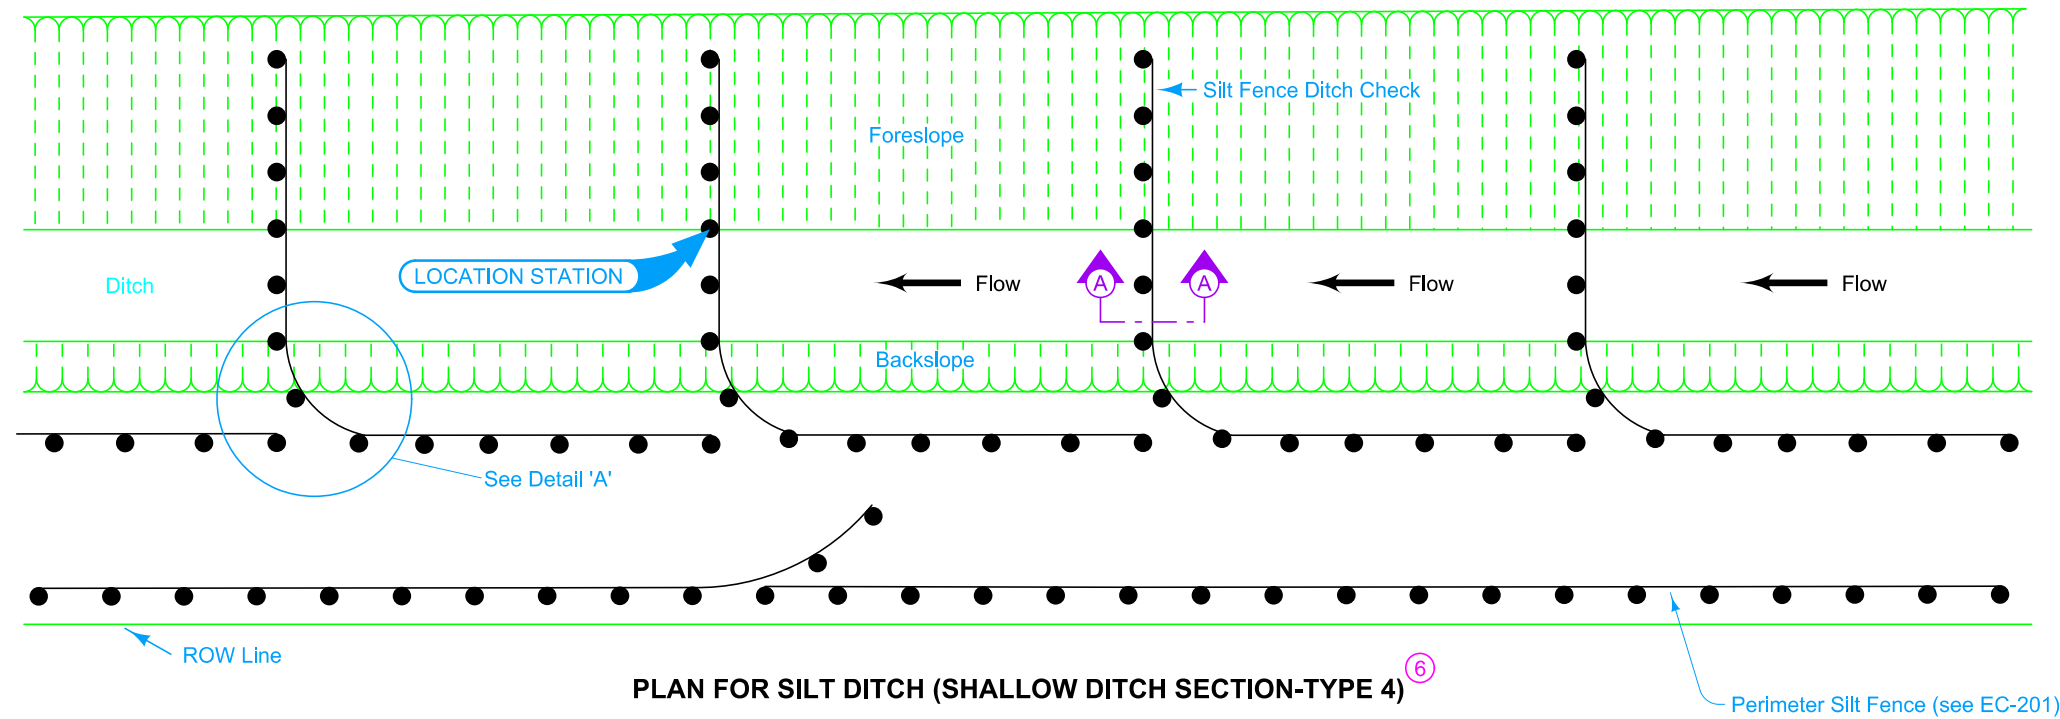 Silt Fence Ditch Check
Foreslope
LOCATION STATION
Ditch
Flow
A
A
Flow
Flow
Backslope
See Detail 'A'
ROW Line
PLAN FOR SILT DITCH (SHALLOW DITCH SECTION-TYPE 4) 6
Perimeter Silt Fence (see EC-201)